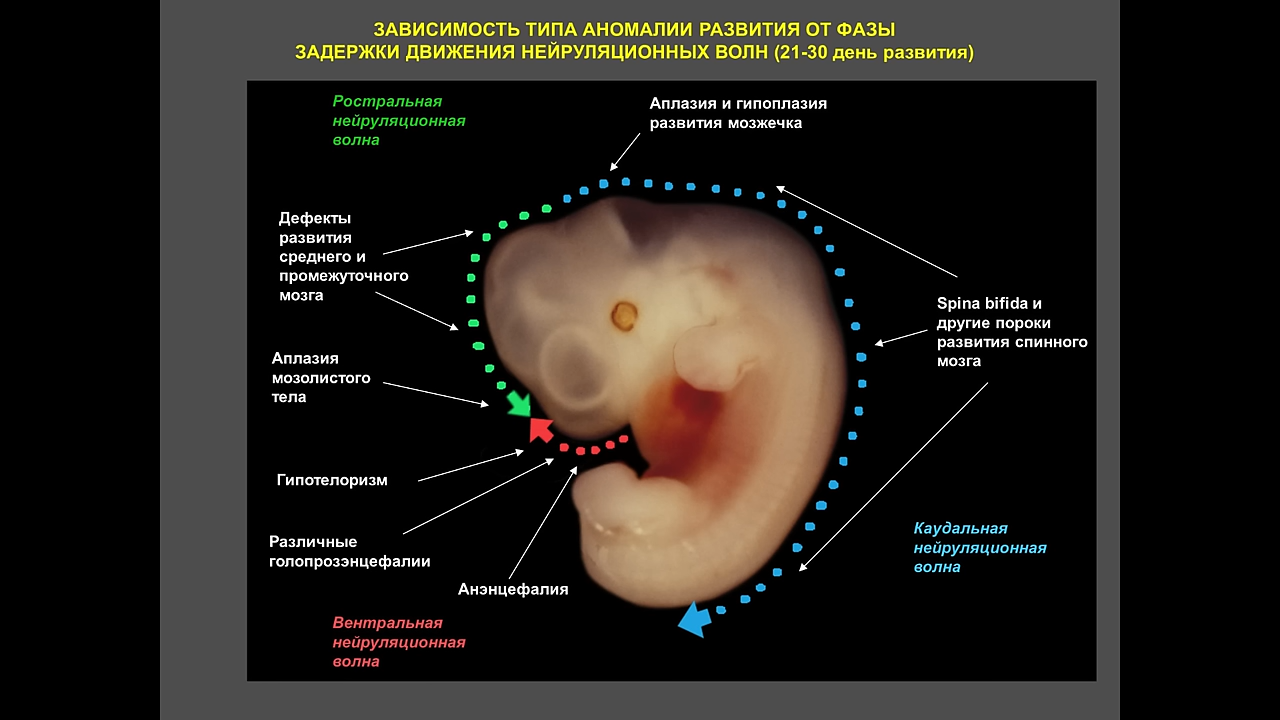 ЗАВИСИМОСТЬ ТИПА АНОМАЛИИ РАЗВИТИЯ ОТ ФАЗЫ
ЗАДЕРЖКИ ДВИЖЕНИЯ НЕЙРУЛЯЦИОННЫХ ВОЛН (21-30 день развития)
Ростральная
нейруляционная
волна
Аплазия и гипоплазия
развития мозжечка
Дефекты
развития
среднего и
промежуточного
мозга
Spina bifida и
другие пороки
развития спинного
мозга
Аплазия
мозолистого
тела
Гипотелоризм
Различные
голопрозэнцефалии
Анэнцефалия
Каудальная
нейруляционная
волна
Вентральная
нейруляционная
волна